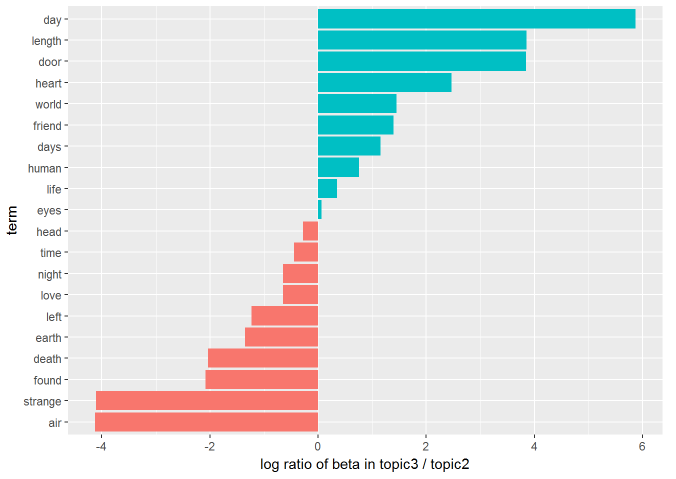 day
length
door
heart
world
friend
days
human
life
eyes
head
time
night
love
left
earth
death
found
strange
air
term
-4 -2 0 2 4 6
log ratio of beta in topic3 / topic2